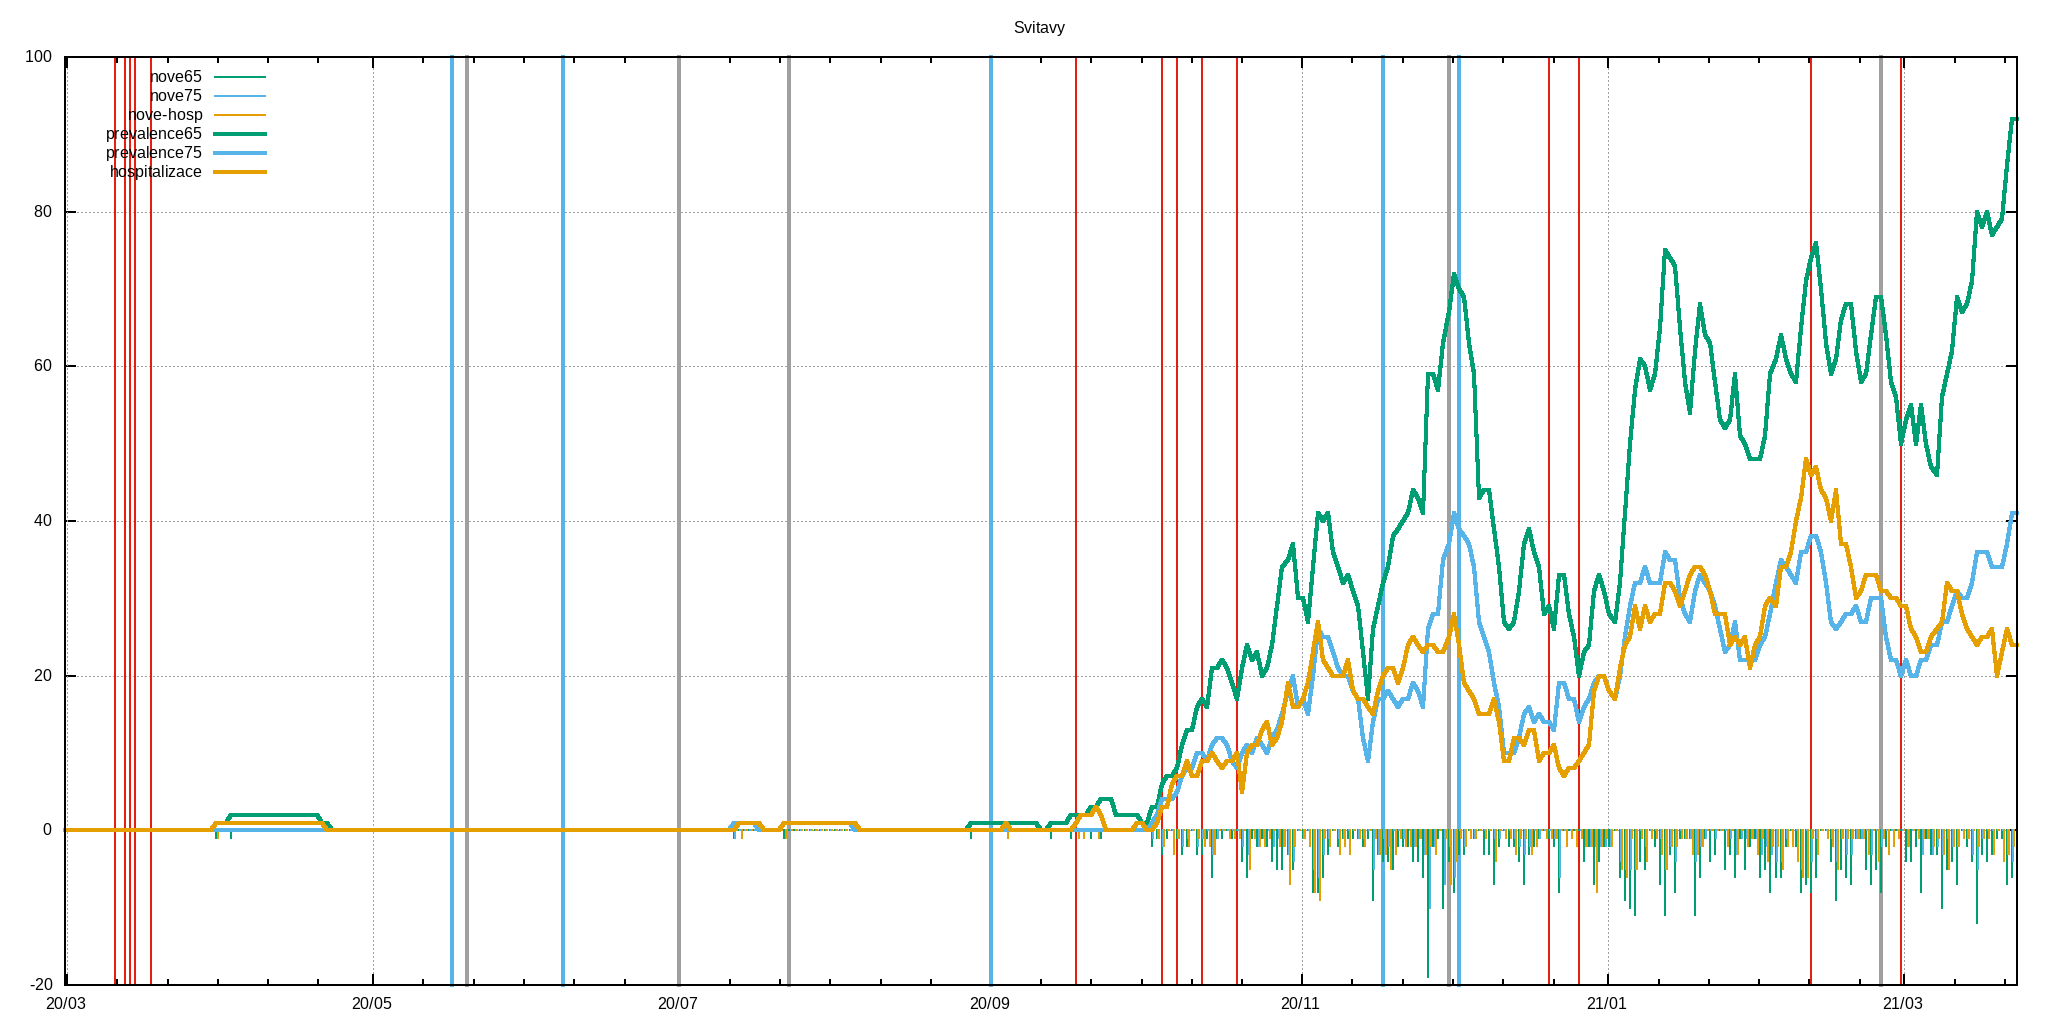 Svitavy
100
nove65
nove75
nove-hosp
prevalence65
prevalence75
hospitalizace
80
60
40
20
0
-20
20/03 20/05 20/07 20/09 20/11 21/01 21/03